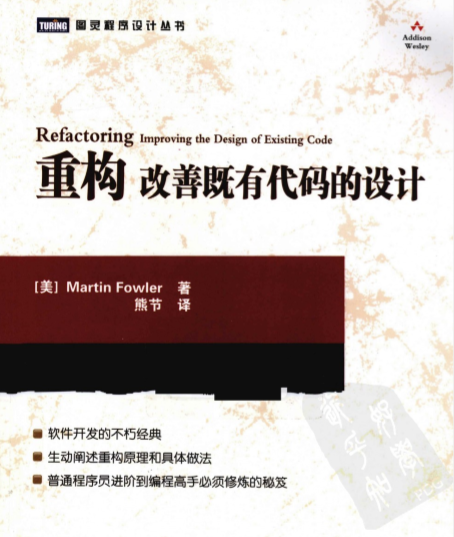 TURING 图灵程序设计丛书
Addison
Wesley
Refactoring Improving the Design of Existing Code
重构 改善既有代码的设计
[美] Martin Fowler 著
熊节 译
软件开发的不朽经典
生动阐述重构原理和具体做法
普通程序员进阶到编程高手必须修炼的秘笈
PDG